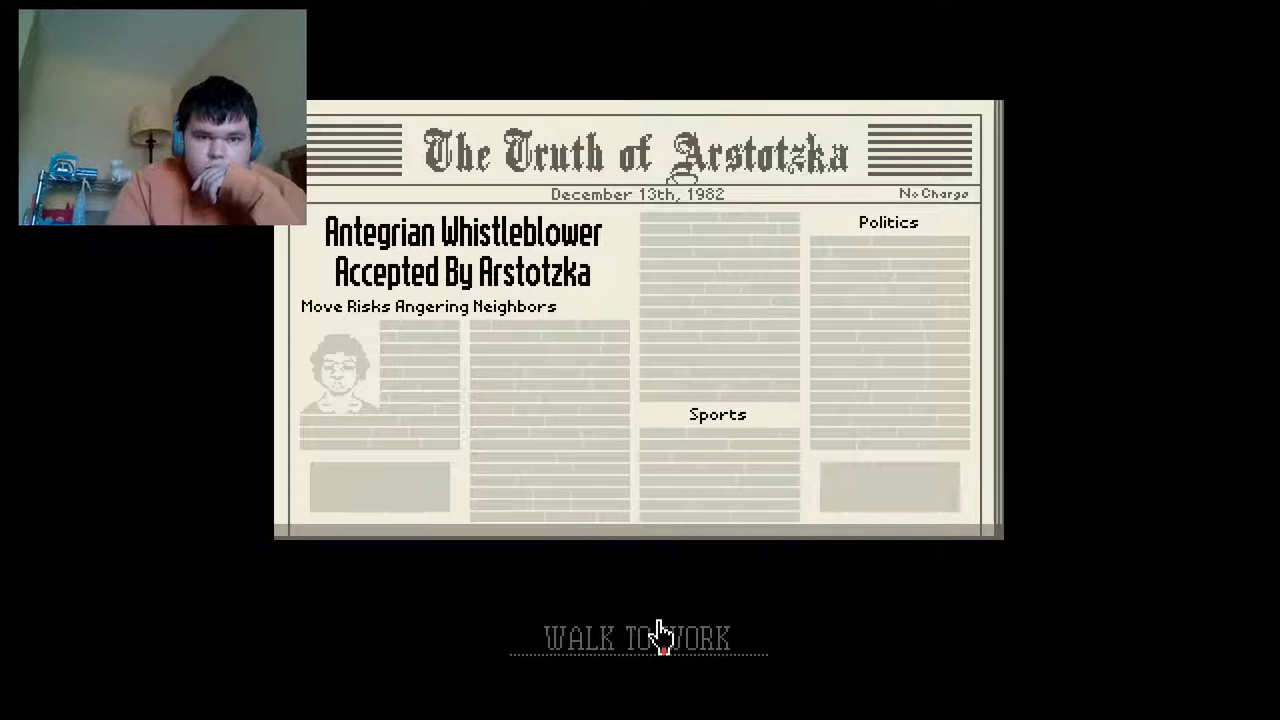 The Truth of Arstotzka
December 13th, 1982
No Charge
Antegrian Whistleblower
Accepted By Arstotzka
Move Risks Angering Neighbors
Sports
Politics
WALK TO WORK